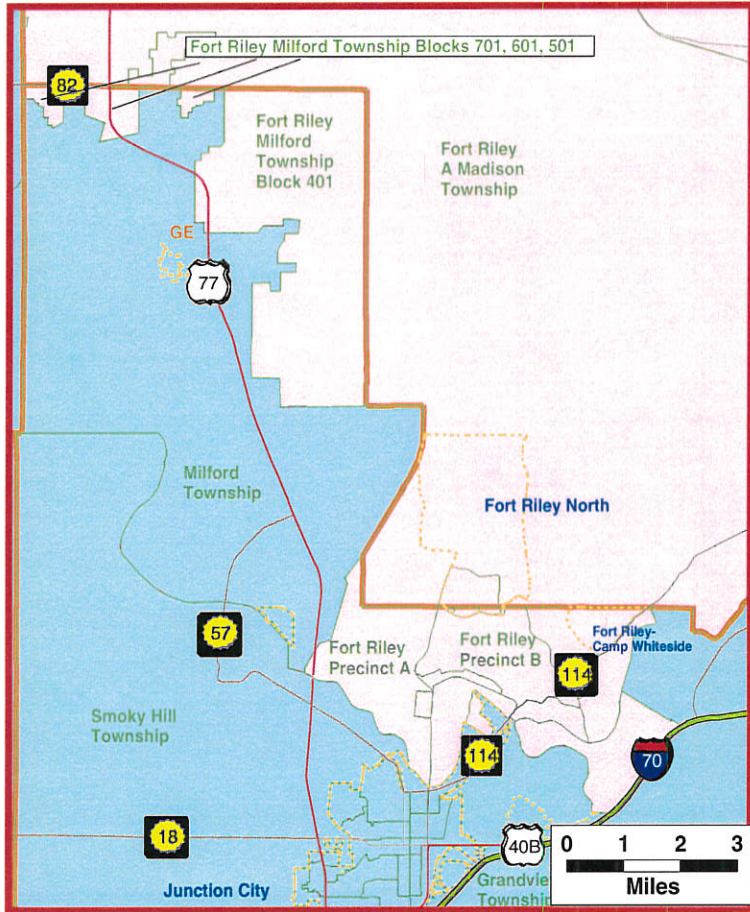 Fort Riley Milford Township Blocks 701, 601, 501
82
Fort Riley
Milford
Township
Block 401
Fort Riley
A Madison
Township
GE
77
Milford
Township
Fort Riley North
57
Fort Riley
Precinct A
Fort Riley
Precinct B
Fort Riley-
Camp Whiteside
114
Smoky Hill
Township
114
70
18
40B
0 1 2 3
Miles
Junction City
Grandvie
Township